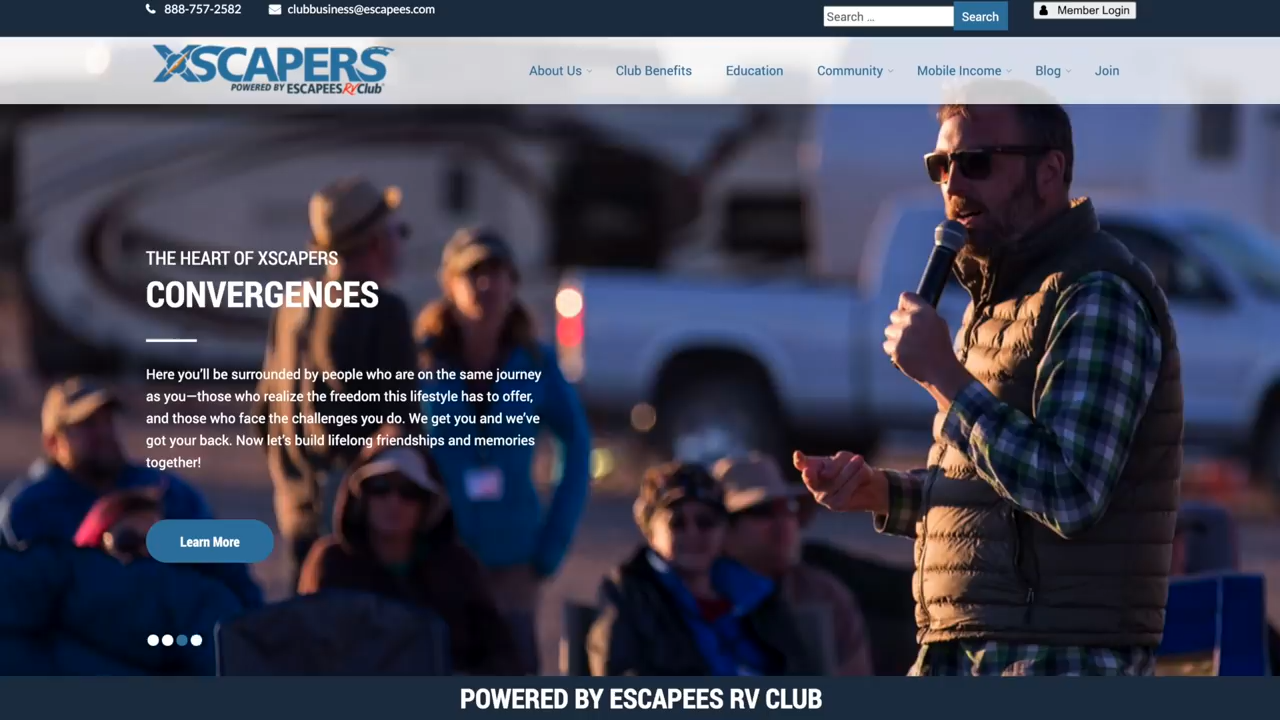 888-757-2582
clubbusiness@escapees.com
Search …
Search
Member Login
XSCAPERS
POWERED BY ESCAPEES RV Club
About Us
Club Benefits
Education
Community
Mobile Income
Blog
Join
THE HEART OF XSCAPERS
CONVERGENCES
Here you'll be surrounded by people who are on the same journey
as you—those who realize the freedom this lifestyle has to offer,
and those who face the challenges you do. We get you and we've
got your back. Now let's build lifelong friendships and memories
together!
Learn More
POWERED BY ESCAPEES RV CLUB